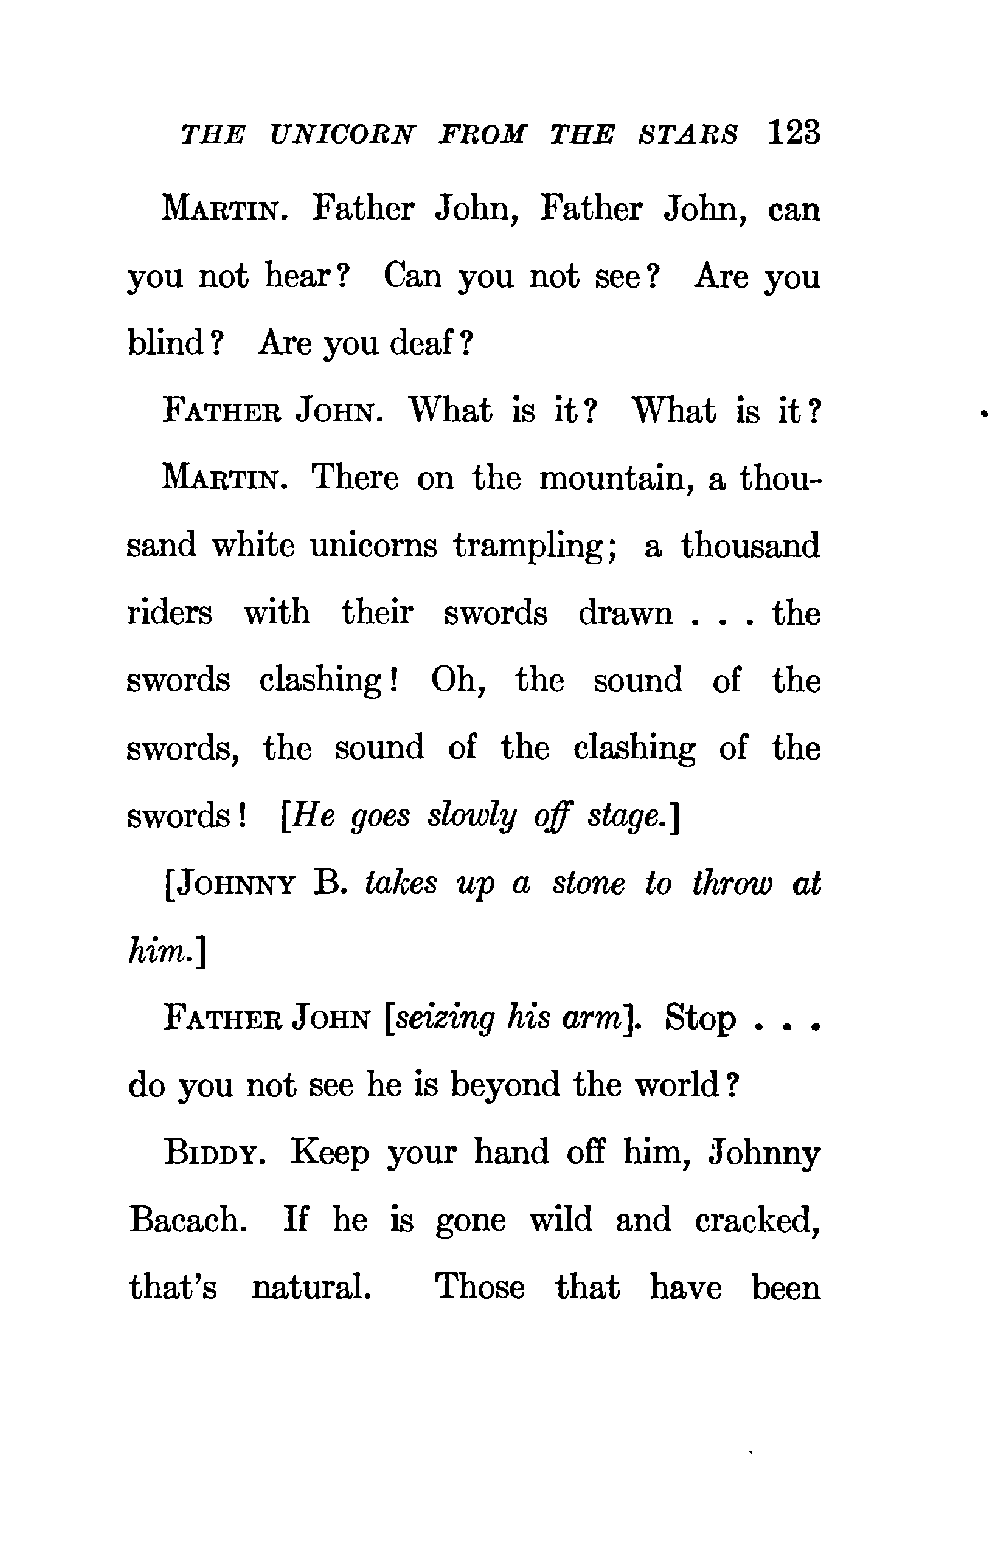 THE UNICORN FROM THE STARS 123
MARTIN. Father John, Father John, can
you not hear? Can you not see? Are you
blind? Are you deaf?
FATHER JOHN. What is it? What is it?
MARTIN. There on the mountain, a thou-
sand white unicorns trampling; a thousand
riders with their swords drawn . . . the
swords clashing! Oh, the sound of the
swords, the sound of the clashing of the
swords! [He goes slowly off stage.]
[JOHNNY B. takes up a stone to throw at
him.]
FATHER JOHN [seizing his arm]. Stop . . .
do you not see he is beyond the world?
BIDDY. Keep your hand off him, Johnny
Bacach. If he is gone wild and cracked,
that's natural. Those that have been